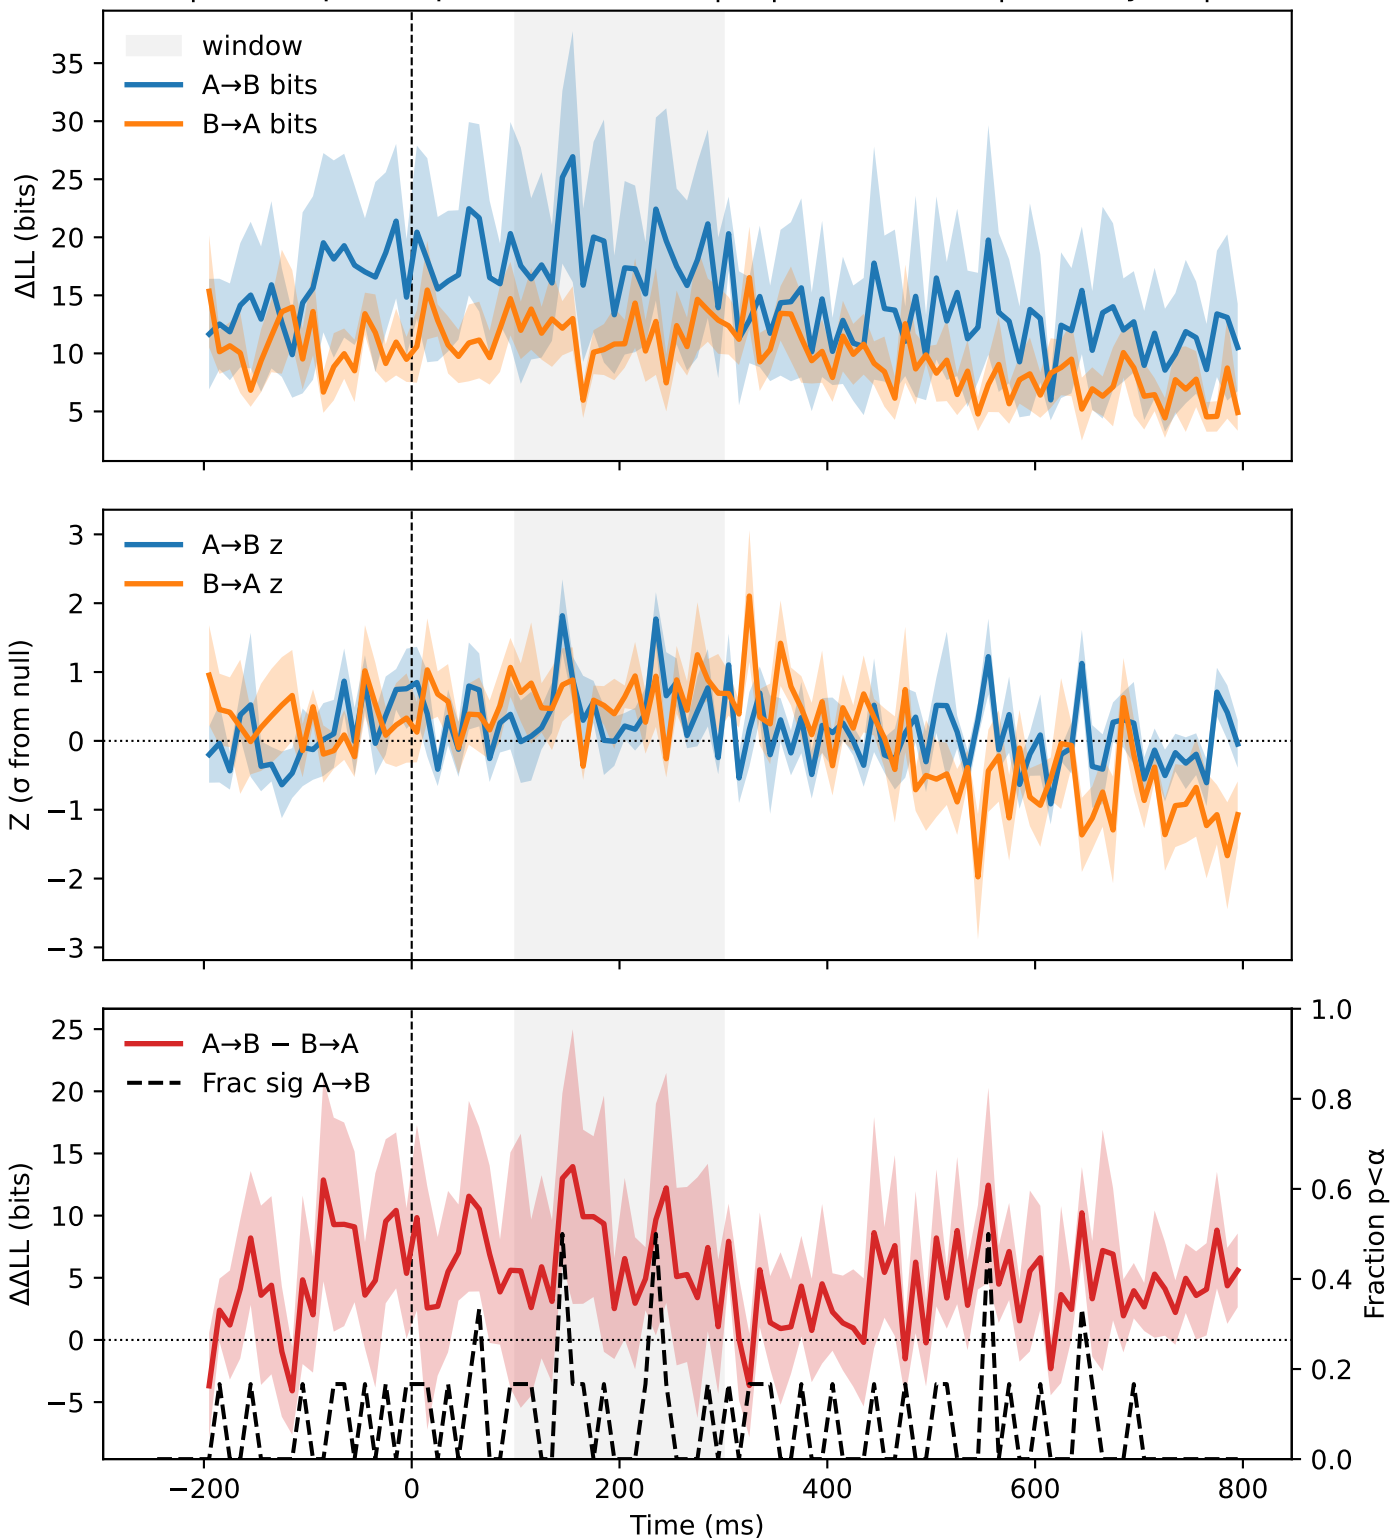 window
A→B bits
B→A bits
35
30
25
20
15
10
5
ΔLL (bits)
A→B z
B→A z
3
2
1
0
−1
−2
−3
Z (σ from null)
A→B − B→A
Frac sig A→B
25
20
15
10
5
0
−5
ΔΔLL (bits)
1.0
0.8
0.6
0.4
0.2
0.0
Fraction p<α
−200 0 200 400 600 800
Time (ms)